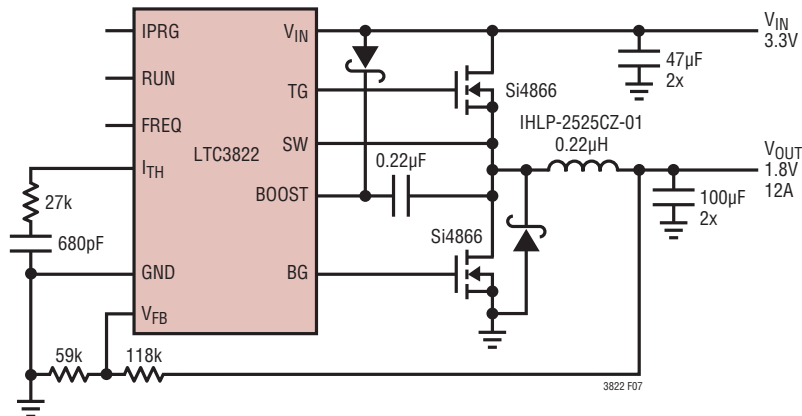 IPRG
RUN
FREQ
ITH
GND
VFB
LTC3822
VIN
TG
SW
BOOST
BG
27k
680pF
59k
118k
0.22µF
Si4866
Si4866
IHLP-2525CZ-01
0.22µH
47µF
2x
VIN
3.3V
VOUT
1.8V
12A
100µF
2x
3822 F07